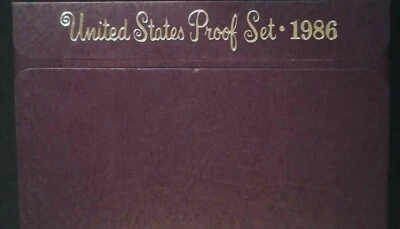 United States Proof Set • 1986